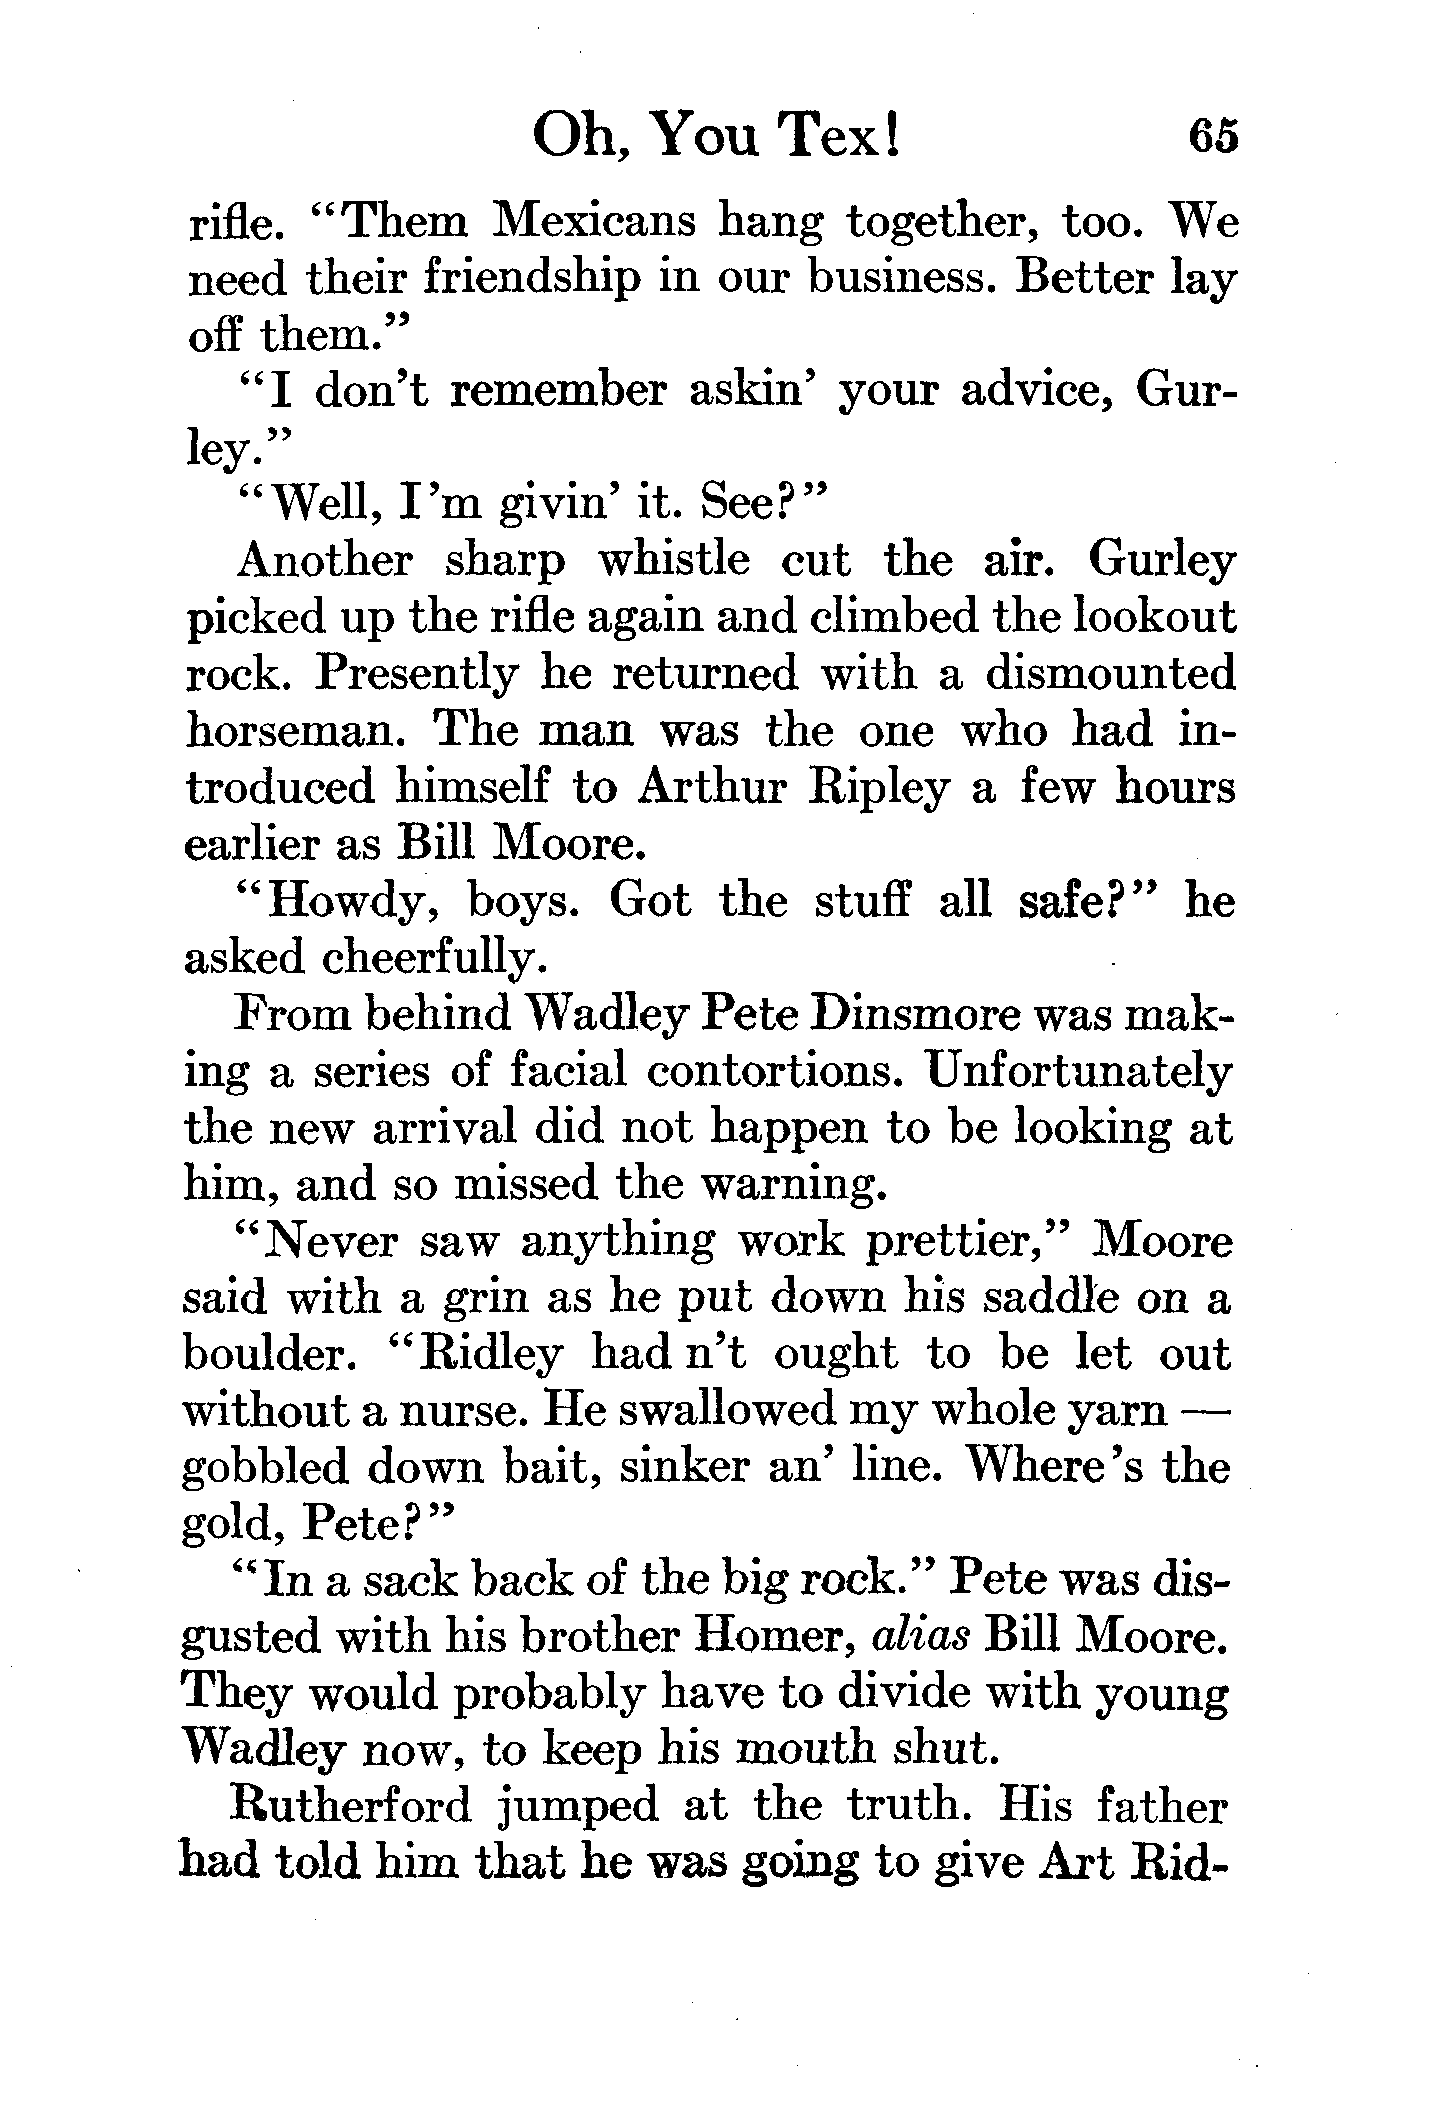 Oh, You Tex! 65
rifle. “Them Mexicans hang together, too. We
need their friendship in our business. Better lay
off them.”
“I don’t remember askin’ your advice, Gur-
ley.”
“Well, I’m givin’ it. See?”
Another sharp whistle cut the air. Gurley
picked up the rifle again and climbed the lookout
rock. Presently he returned with a dismounted
horseman. The man was the one who had in-
troduced himself to Arthur Ripley a few hours
earlier as Bill Moore.
“Howdy, boys. Got the stuff all safe?” he
asked cheerfully.
From behind Wadley Pete Dinsmore was mak-
ing a series of facial contortions. Unfortunately
the new arrival did not happen to be looking at
him, and so missed the warning.
“Never saw anything work prettier,” Moore
said with a grin as he put down his saddle on a
boulder. “Ridley had n’t ought to be let out
without a nurse. He swallowed my whole yarn —
gobbled down bait, sinker an’ line. Where’s the
gold, Pete?”
“In a sack back of the big rock.” Pete was dis-
gusted with his brother Homer, alias Bill Moore.
They would probably have to divide with young
Wadley now, to keep his mouth shut.
Rutherford jumped at the truth. His father
had told him that he was going to give Art Rid-